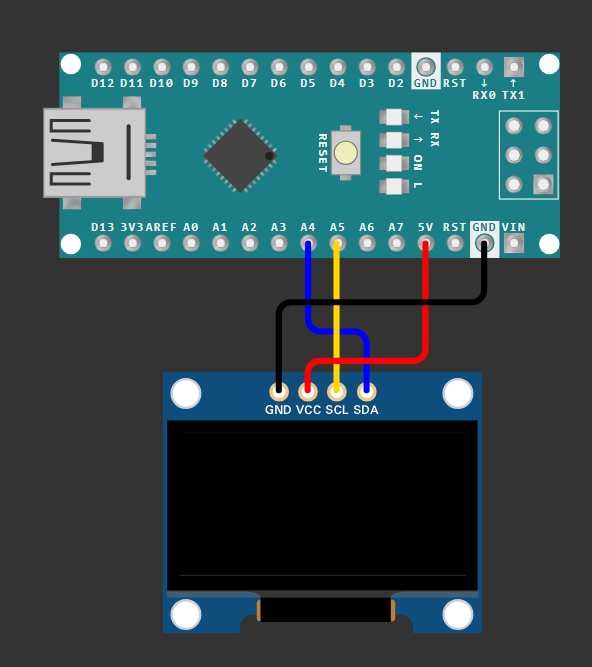 D12 D11 D10 D9 D8 D7 D6 D5 D4 D3 D2 GND RST ↓ ↑
RX0 TX1
RESET
← TX
→ RX
ON
L
D13 3V3 AREF A0 A1 A2 A3 A4 A5 A6 A7 5V RST GND VIN
GND VCC SCL SDA